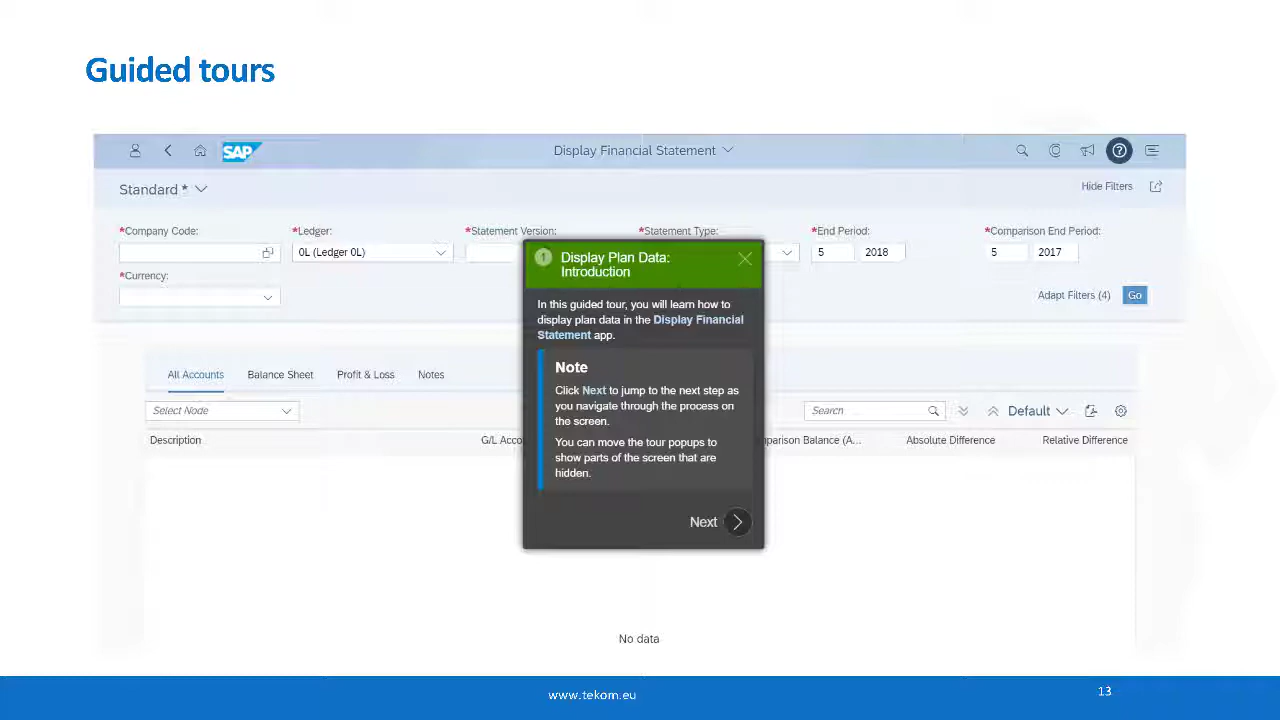 Guided tours
SAP
Display Financial Statement
Standard *
Hide Filters
*Company Code:
*Ledger:
*Statement Version:
*Statement Type:
*End Period:
*Comparison End Period:
0L (Ledger 0L)
5
2018
5
2017
*Currency:
Adapt Filters (4)
Go
1
Display Plan Data:
Introduction
In this guided tour, you will learn how to
display plan data in the Display Financial
Statement app.
Note
Click Next to jump to the next step as
you navigate through the process on
the screen.
You can move the tour popups to
show parts of the screen that are
hidden.
Next
All Accounts
Balance Sheet
Profit & Loss
Notes
Select Node
Search
Default
Description
G/L Acco
parison Balance (A...
Absolute Difference
Relative Difference
No data
www.tekom.eu
13